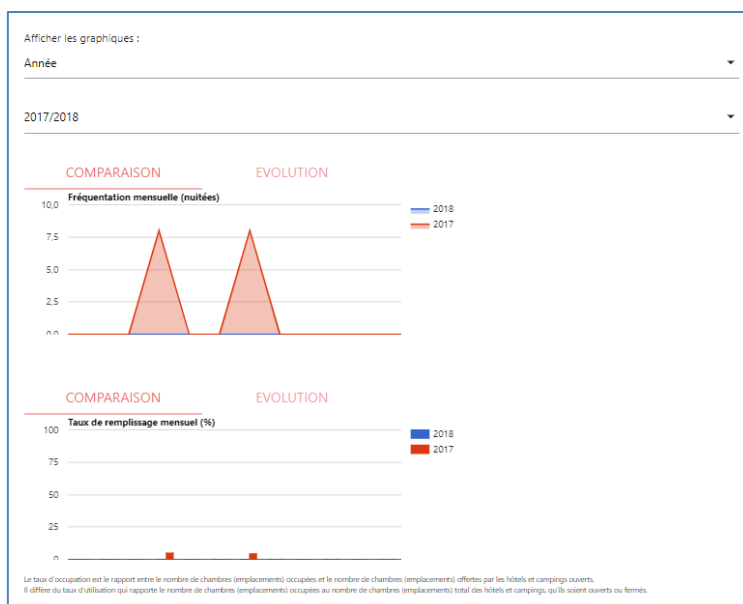 Afficher les graphiques :
Année
2017/2018
COMPARAISON EVOLUTION
Fréquentation mensuelle (nuitées)
10,0
7,5
5,0
2,5
0,0
2018
2017
COMPARAISON EVOLUTION
Taux de remplissage mensuel (%)
100
75
50
25
0
2018
2017
Le taux d'occupation est le rapport entre le nombre de chambres (emplacements) occupées et le nombre de chambres (emplacements) offertes par les hôtels et campings ouverts.
Il diffère du taux d'utilisation qui rapporte le nombre de chambres (emplacements) occupées au nombre de chambres (emplacements) total des hôtels et campings, qu'ils soient ouverts ou fermés.